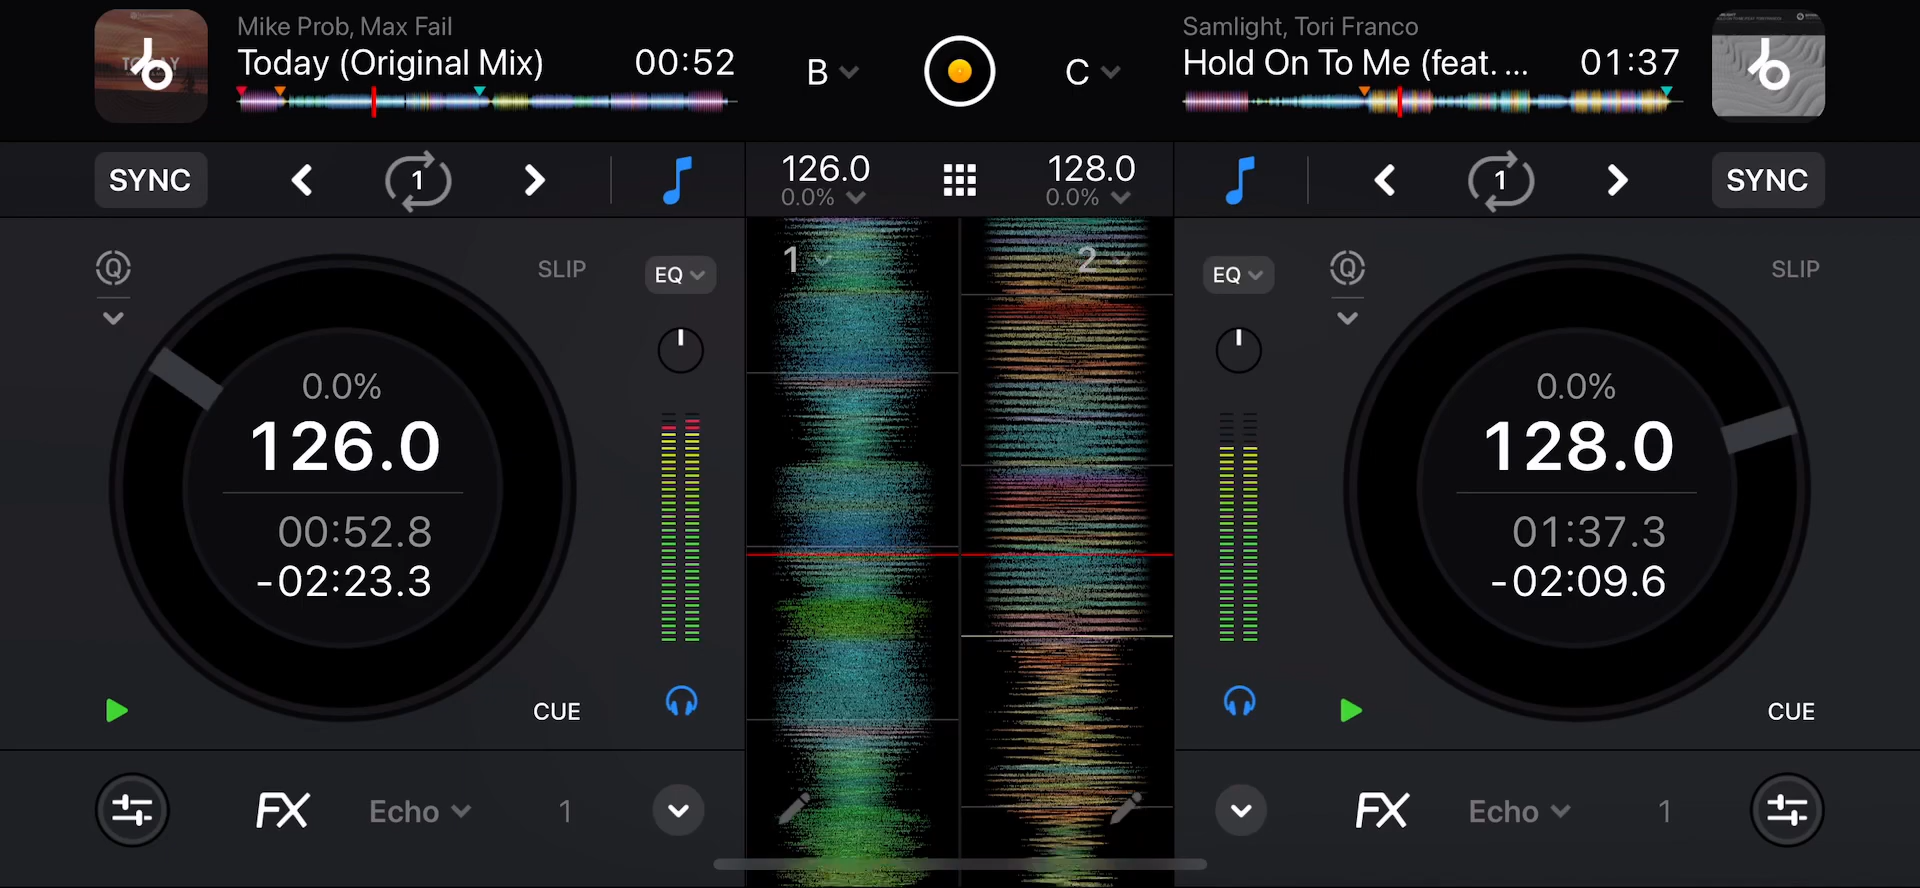 Mike Prob, Max Fail
Today (Original Mix) 00:52
B
C
Samlight, Tori Franco
Hold On To Me (feat. ... 01:37
SYNC
1
126.0
0.0%
128.0
0.0%
1
SYNC
Q
SLIP
EQ
1
2
EQ
Q
SLIP
0.0%
126.0
00:52.8
-02:23.3
0.0%
128.0
01:37.3
-02:09.6
CUE
CUE
FX Echo 1
FX Echo 1